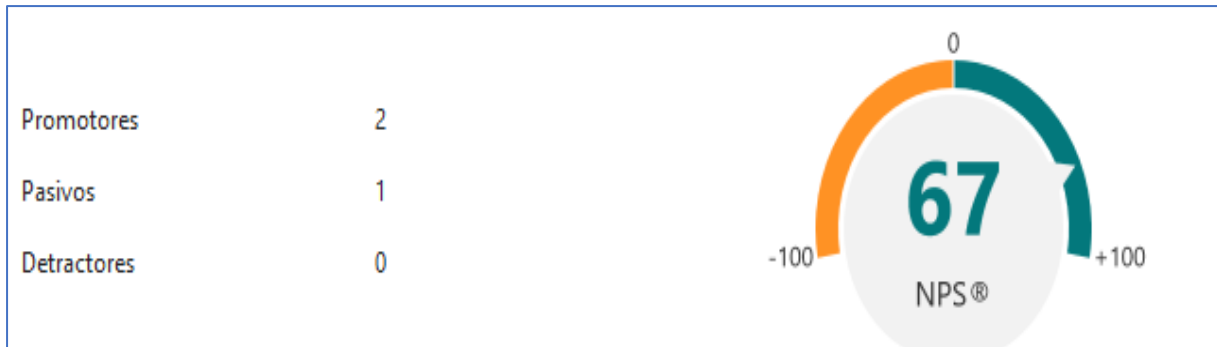 Promotores 2
Pasivos 1
Detractores 0
0
67
-100 +100
NPS®